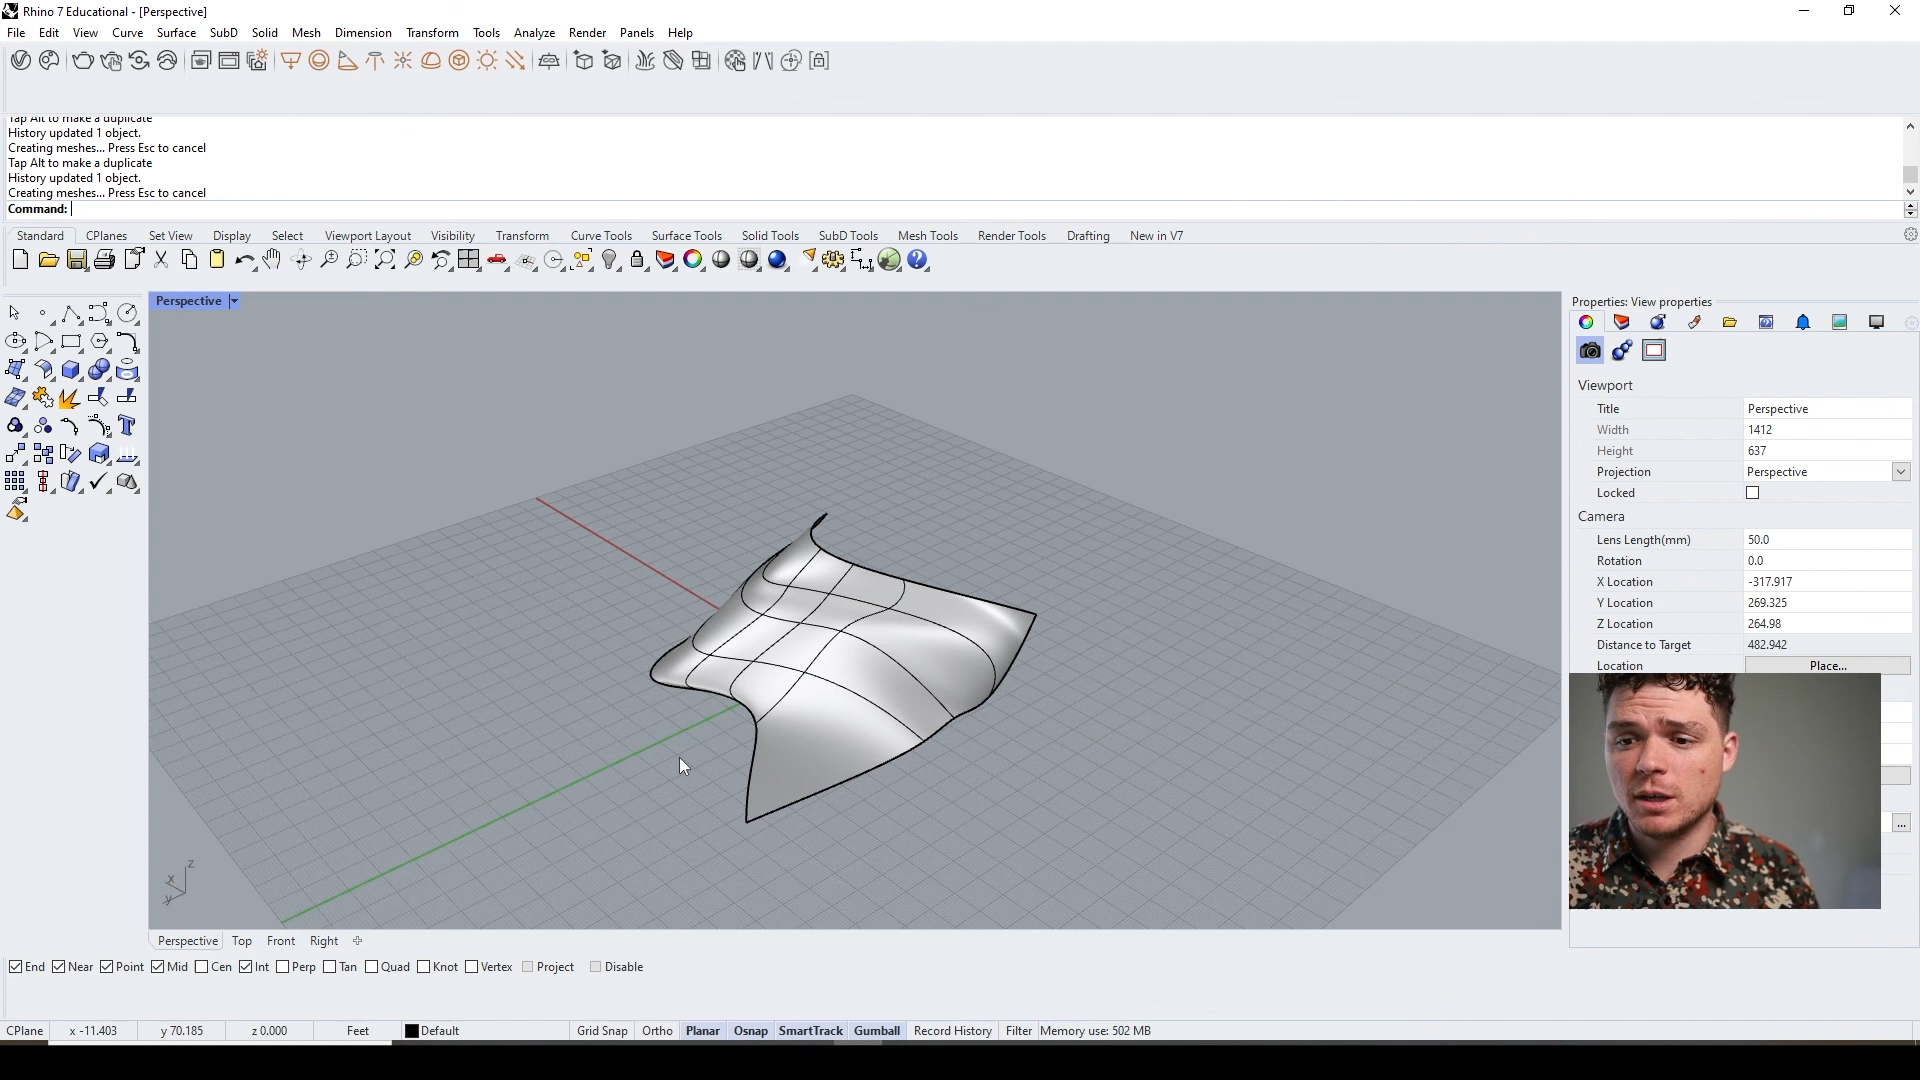 Rhino 7 Educational - [Perspective]
File Edit View Curve Surface SubD Solid Mesh Dimension Transform Tools Analyze Render Panels Help
Tap Alt to make a duplicate
History updated 1 object.
Creating meshes... Press Esc to cancel
Tap Alt to make a duplicate
History updated 1 object.
Creating meshes... Press Esc to cancel
Command:
Standard CPlanes Set View Display Select Viewport Layout Visibility Transform Curve Tools Surface Tools Solid Tools SubD Tools Mesh Tools Render Tools Drafting New in V7
Perspective
Properties: View properties
Viewport
Title Perspective
Width 1412
Height 637
Projection Perspective
Locked
Camera
Lens Length(mm) 50.0
Rotation 0.0
X Location -317.917
Y Location 269.325
Z Location 264.98
Distance to Target 482.942
Location Place...
...
z
x
y
Perspective Top Front Right
End Near Point Mid Cen Int Perp Tan Quad Knot Vertex Project Disable
CPlane x -11.403 y 70.185 z 0.000 Feet Default Grid Snap Ortho Planar Osnap SmartTrack Gumball Record History Filter Memory use: 502 MB